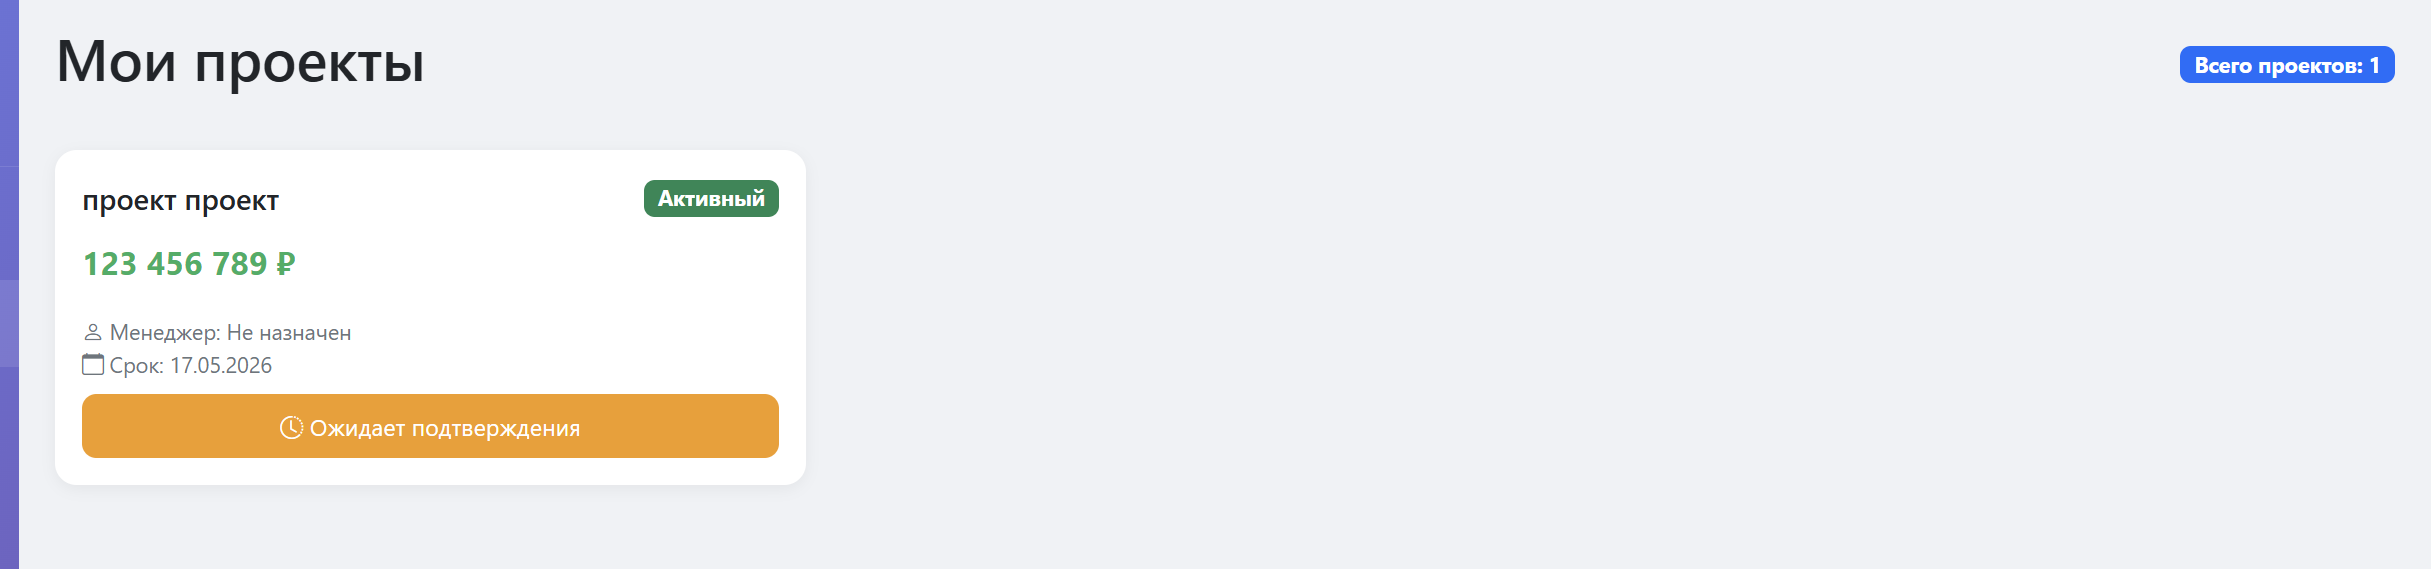 Мои проекты
Всего проектов: 1
проект проект
Активный
123 456 789 ₽
Менеджер: Не назначен
Срок: 17.05.2026
Ожидает подтверждения